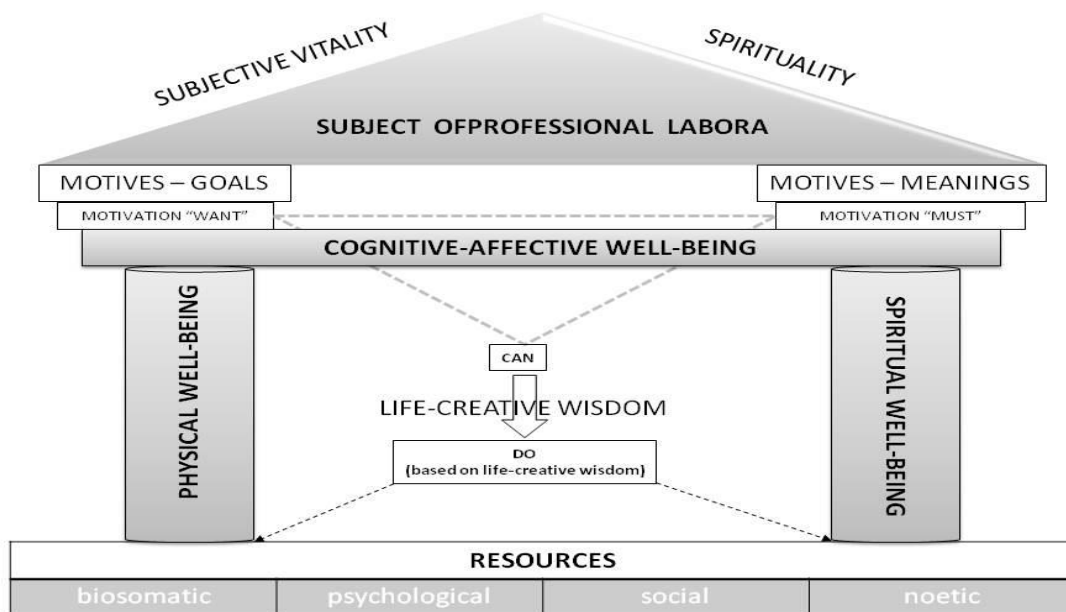 SUBJECTIVE VITALITY
SPIRITUALITY
SUBJECT OFPROFESSIONAL LABORA
MOTIVES – GOALS
MOTIVES – MEANINGS
MOTIVATION “WANT”
MOTIVATION “MUST”
COGNITIVE-AFFECTIVE WELL-BEING
PHYSICAL WELL-BEING
SPIRITUAL WELL-BEING
CAN
LIFE-CREATIVE WISDOM
DO
(based on life-creative wisdom)
RESOURCES
biosomatic
psychological
social
noetic